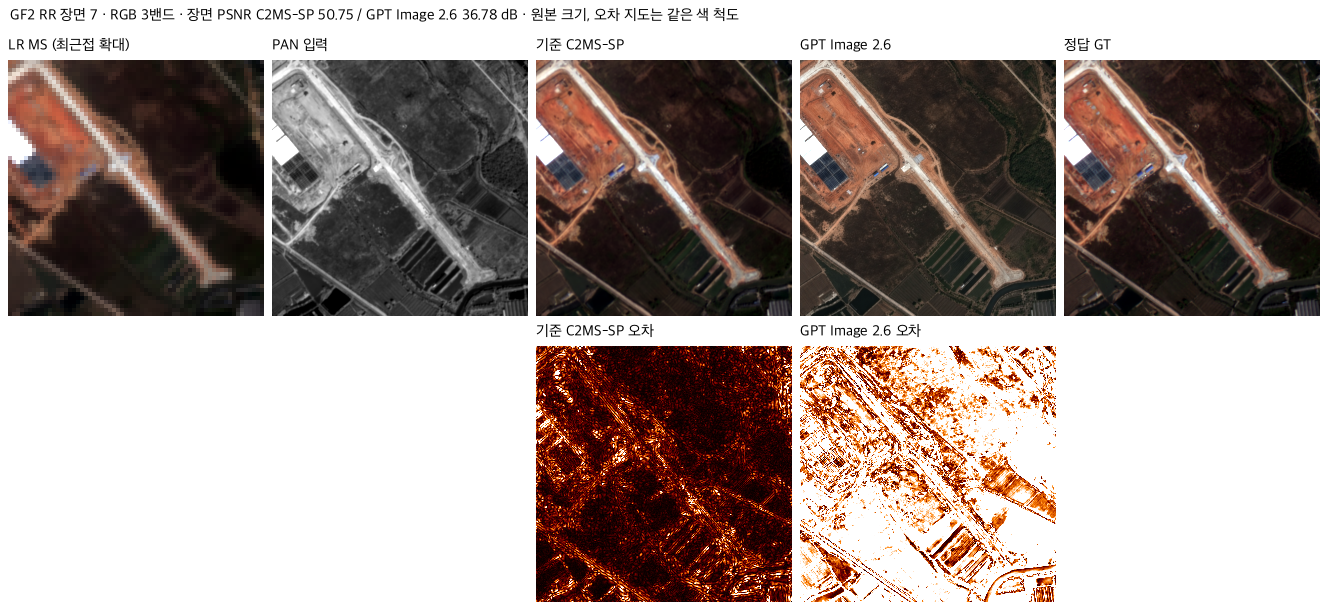 GF2 RR 장면 7 · RGB 3밴드 · 장면 PSNR C2MS-SP 50.75 / GPT Image 2.6 36.78 dB · 원본 크기, 오차 지도는 같은 색 척도
LR MS (최근접 확대)
PAN 입력
기준 C2MS-SP
GPT Image 2.6
정답 GT
기준 C2MS-SP 오차
GPT Image 2.6 오차